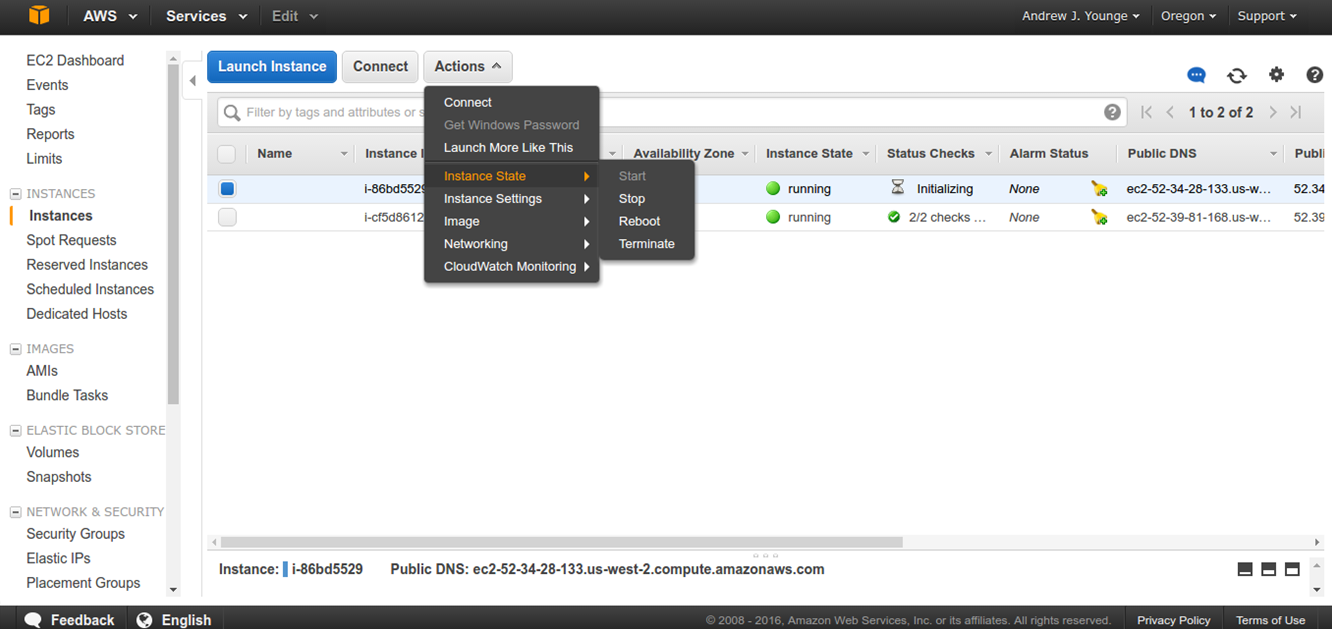 AWS Services Edit Andrew J. Younge Oregon Support
EC2 Dashboard
Events
Tags
Reports
Limits
INSTANCES
Instances
Spot Requests
Reserved Instances
Scheduled Instances
Dedicated Hosts
IMAGES
AMIs
Bundle Tasks
ELASTIC BLOCK STORE
Volumes
Snapshots
NETWORK & SECURITY
Security Groups
Elastic IPs
Placement Groups
Launch Instance Connect Actions
Filter by tags and attributes or s
1 to 2 of 2
Name Instance I Availability Zone Instance State Status Checks Alarm Status Public DNS Publi
i-86bd5529 running Initializing None ec2-52-34-28-133.us-w... 52.34
i-cf5d8612 running 2/2 checks ... None ec2-52-39-81-168.us-w... 52.39
Connect
Get Windows Password
Launch More Like This
Instance State
Instance Settings
Image
Networking
CloudWatch Monitoring
Start
Stop
Reboot
Terminate
Instance: i-86bd5529 Public DNS: ec2-52-34-28-133.us-west-2.compute.amazonaws.com
Feedback English © 2008 - 2016, Amazon Web Services, Inc. or its affiliates. All rights reserved. Privacy Policy Terms of Use